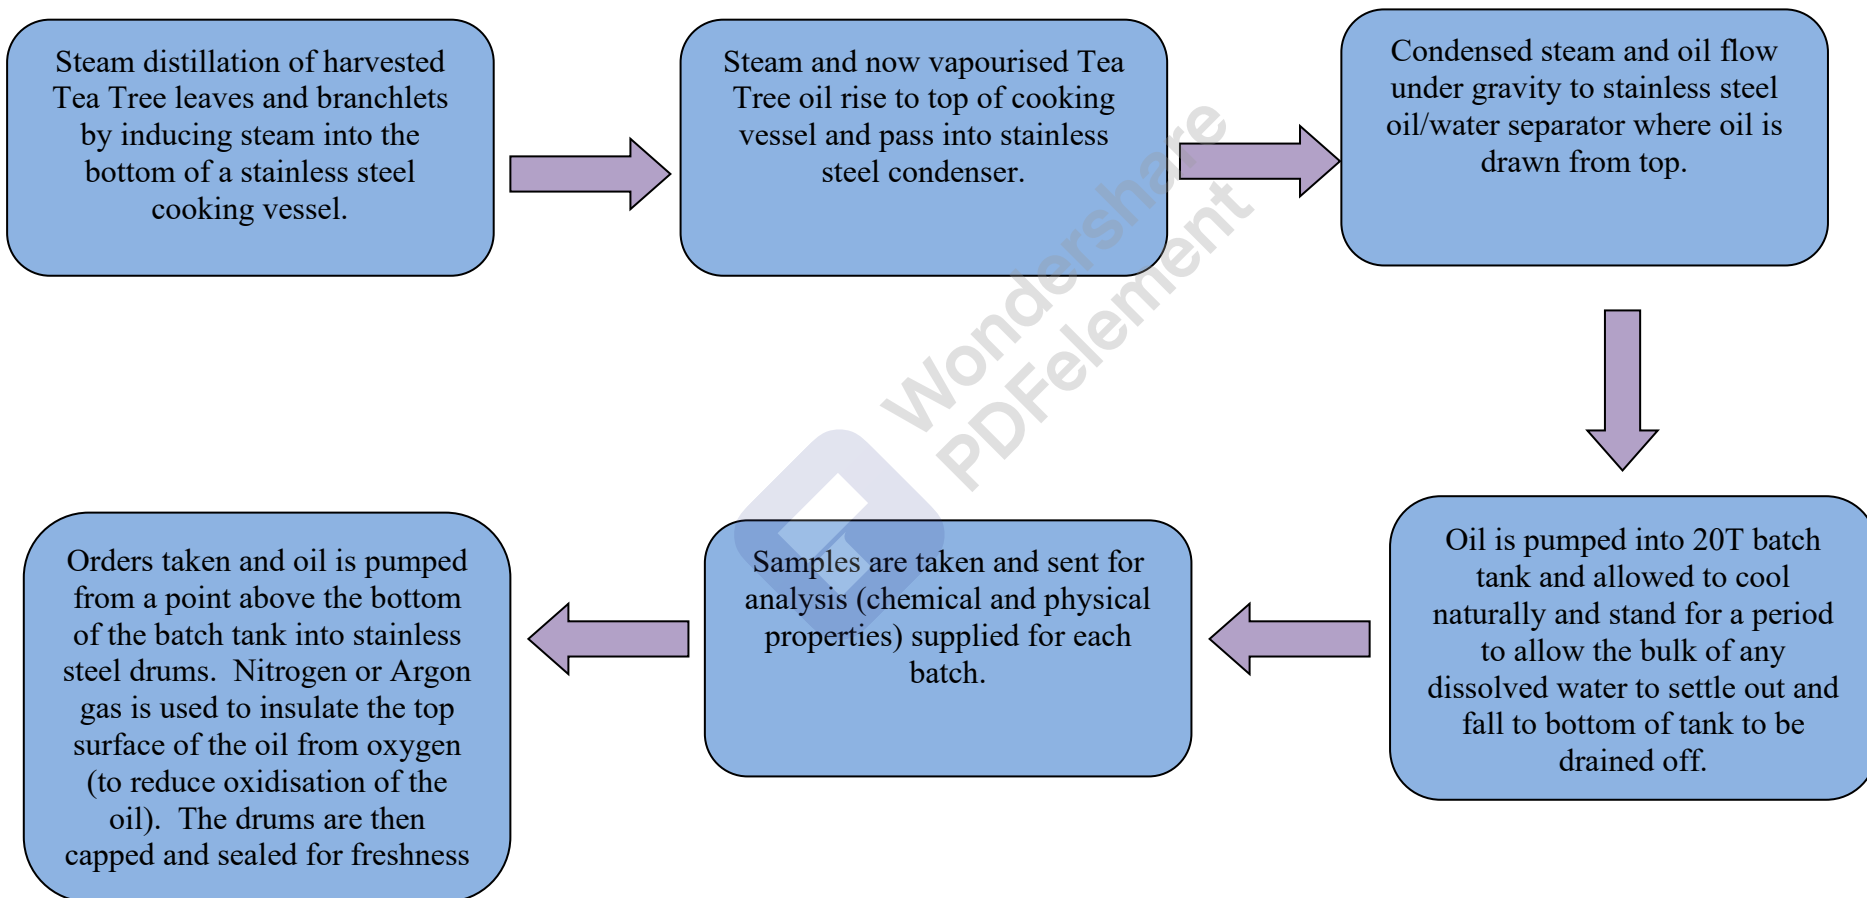 Steam distillation of harvested
Tea Tree leaves and branchlets
by inducing steam into the
bottom of a stainless steel
cooking vessel.
Steam and now vapourised Tea
Tree oil rise to top of cooking
vessel and pass into stainless
steel condenser.
Condensed steam and oil flow
under gravity to stainless steel
oil/water separator where oil is
drawn from top.
Oil is pumped into 20T batch
tank and allowed to cool
naturally and stand for a period
to allow the bulk of any
dissolved water to settle out and
fall to bottom of tank to be
drained off.
Samples are taken and sent for
analysis (chemical and physical
properties) supplied for each
batch.
Orders taken and oil is pumped
from a point above the bottom
of the batch tank into stainless
steel drums.  Nitrogen or Argon
gas is used to insulate the top
surface of the oil from oxygen
(to reduce oxidisation of the
oil).  The drums are then
capped and sealed for freshness
Wondershare
PDFelement